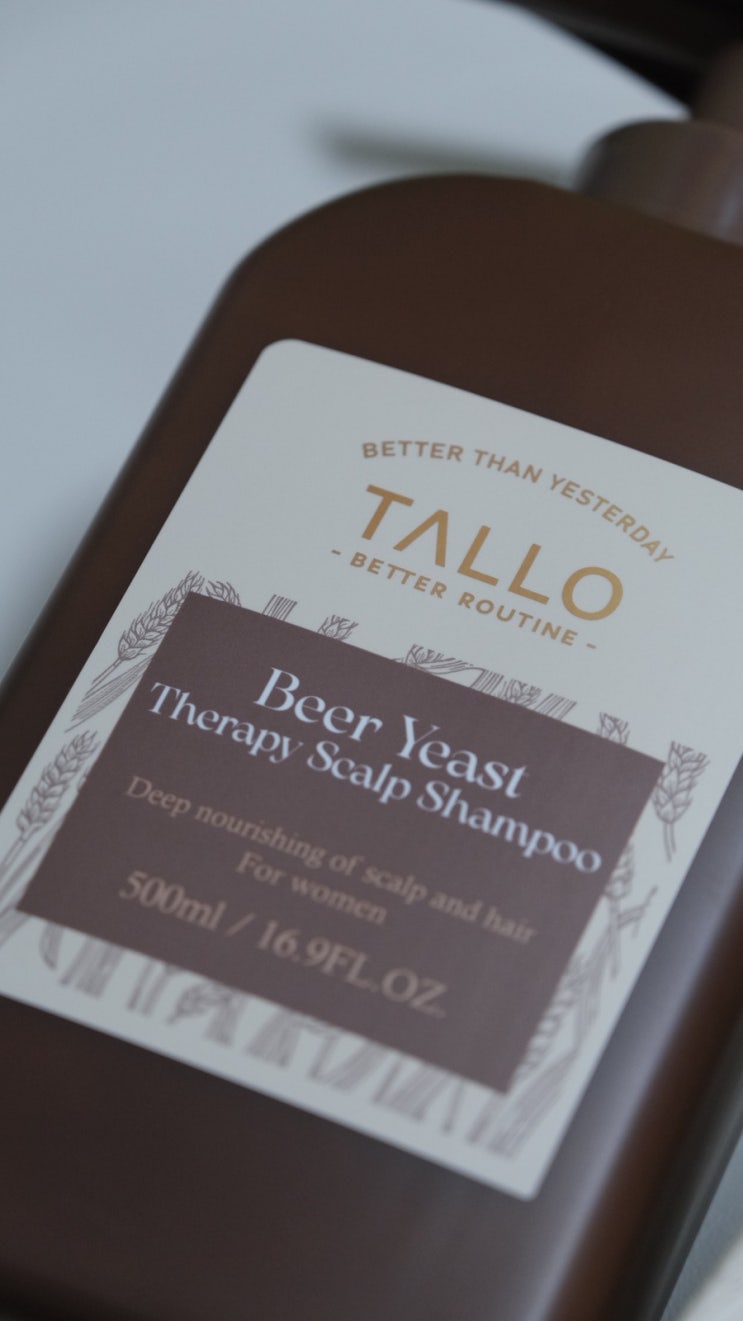 BETTER THAN YESTERDAY
TALLO
- BETTER ROUTINE -
Beer Yeast
Therapy Scalp Shampoo
Deep nourishing of scalp and hair
For women
500ml / 16.9FL.OZ.